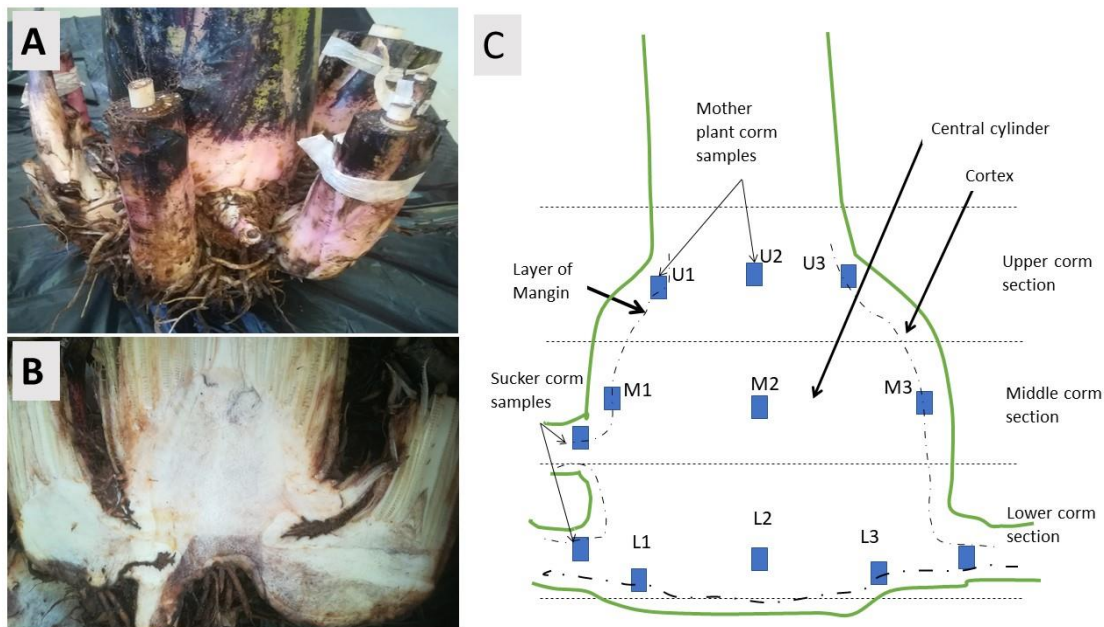 A
B
C
Mother
plant corm
samples
Central cylinder
Cortex
U1
U2
U3
Layer of
Mangin
Upper corm
section
Sucker corm
samples
M1
M2
M3
Middle corm
section
L1
L2
L3
Lower corm
section